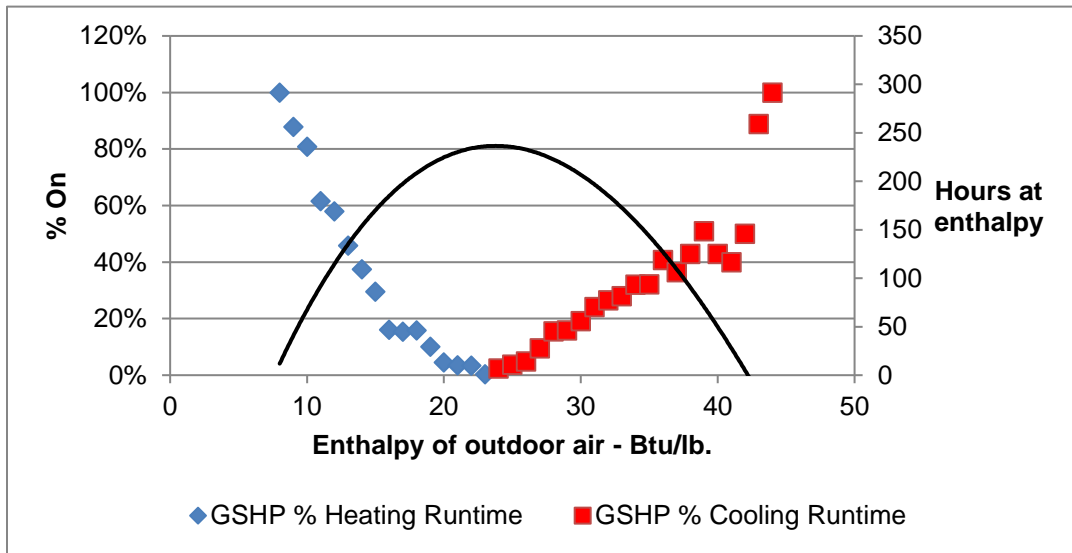 120%
100%
80%
60%
40%
20%
0%
% On
350
300
250
200
150
100
50
0
Hours at
enthalpy
0 10 20 30 40 50
Enthalpy of outdoor air - Btu/lb.
GSHP % Heating Runtime GSHP % Cooling Runtime